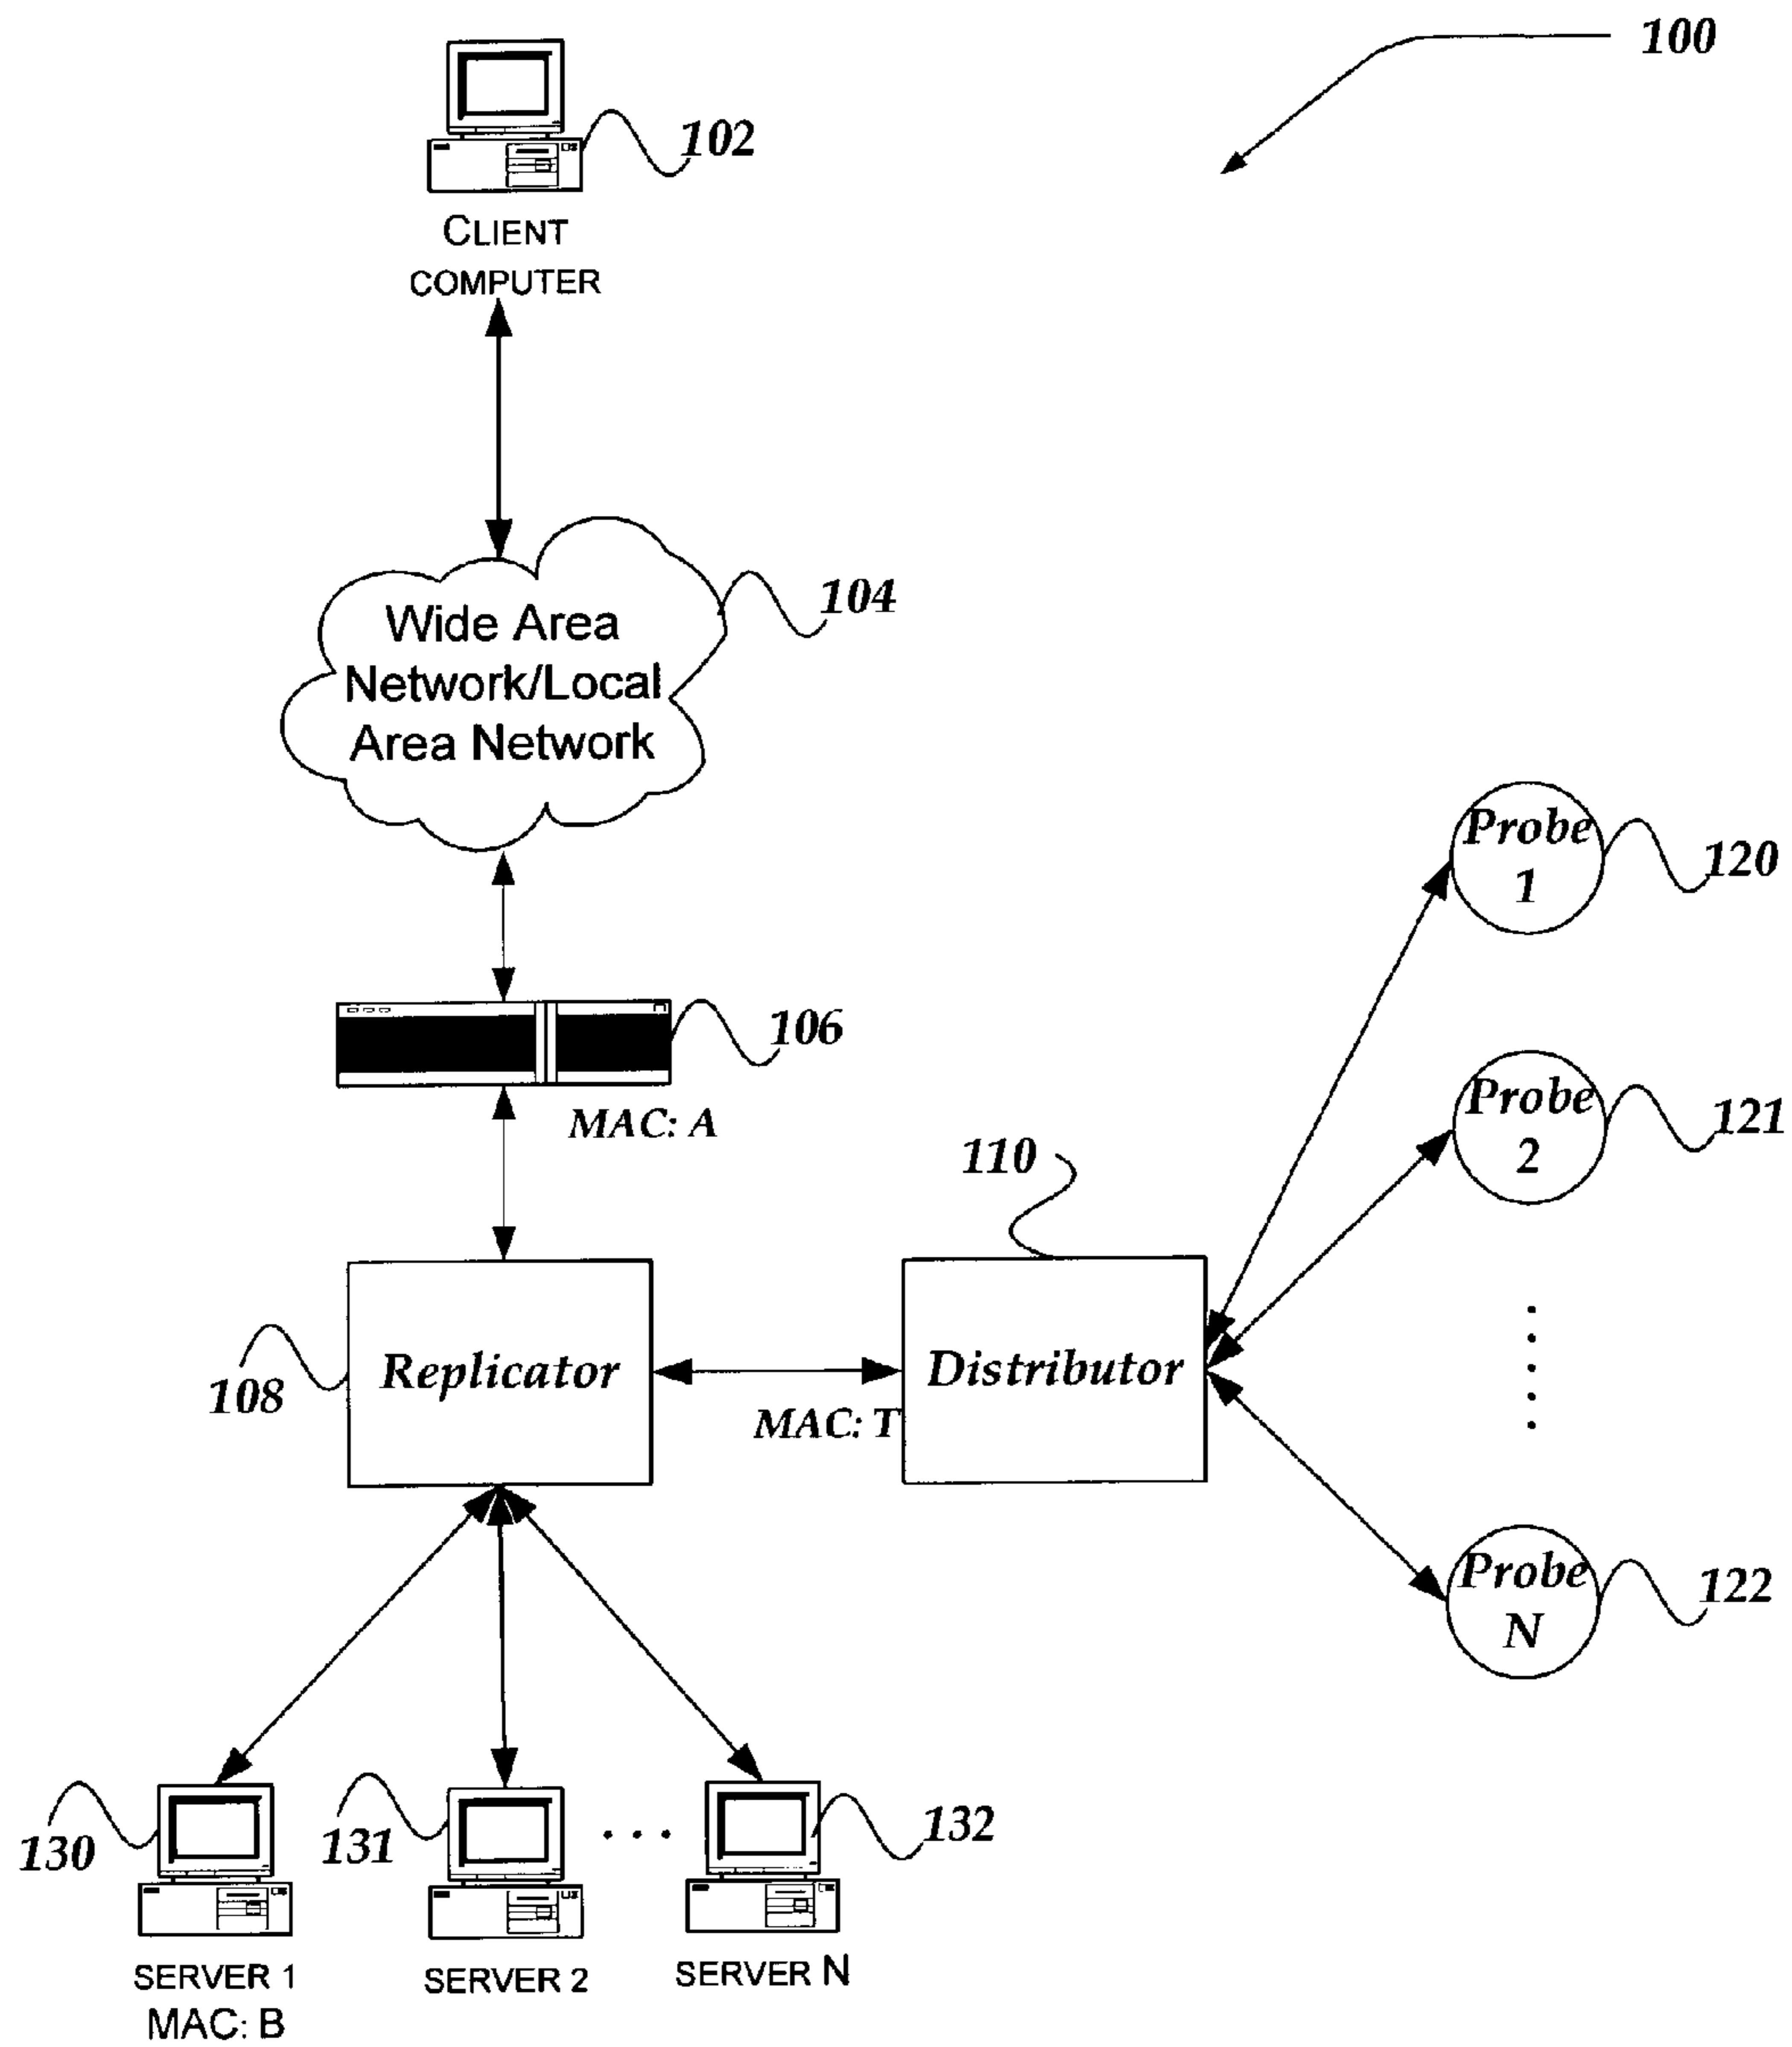 100
102
CLIENT
COMPUTER
104
Wide Area
Network/Local
Area Network
Probe
1
120
106
MAC: A
Probe
2
121
110
Replicator
108
Distributor
MAC: T
Probe
N
122
130
131
132
SERVER 1
MAC: B
SERVER 2
SERVER N